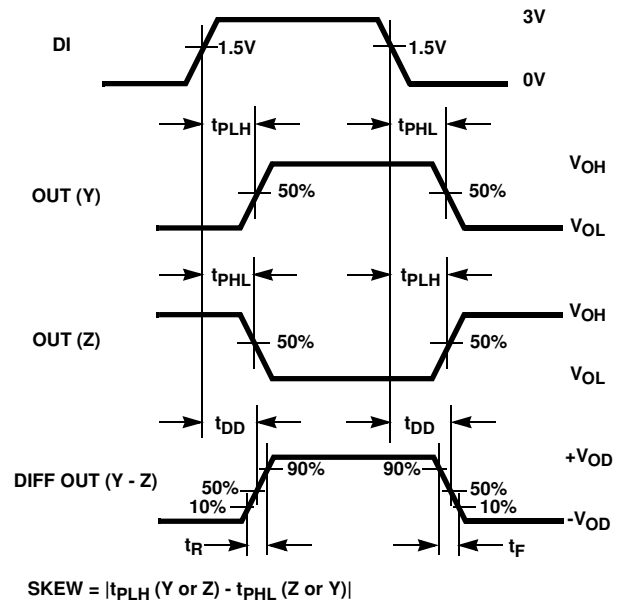 3V
DI
1.5V
1.5V
0V
tPLH
tPHL
VOH
50%
50%
OUT (Y)
VOL
tPHL
tPLH
VOH
OUT (Z)
50%
50%
VOL
tDD
tDD
+VOD
90%
90%
DIFF OUT (Y - Z)
50%
50%
10%
10%
-VOD
tR
tF
SKEW = |tPLH (Y or Z) - tPHL (Z or Y)|